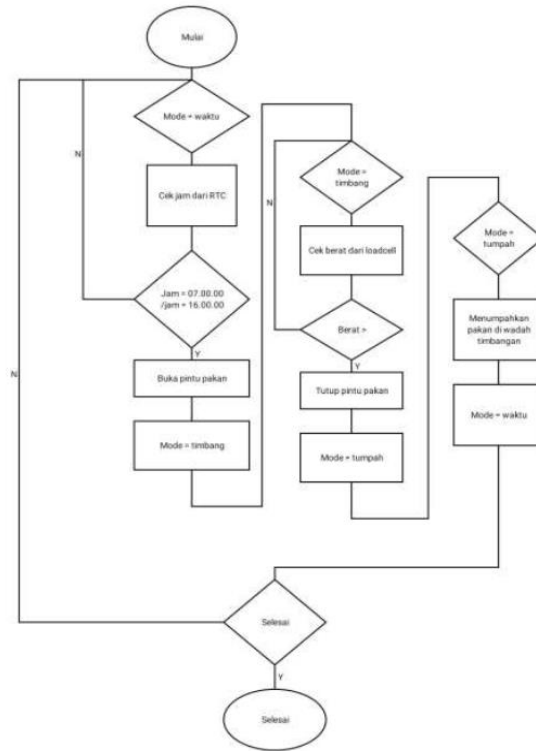 Mulai
Mode = waktu
N
Cek jam dari RTC
Jam = 07.00.00
/jam = 16.00.00
Y
Buka pintu pakan
Mode = timbang
Mode =
timbang
N
Cek berat dari loadcell
Berat >
Y
Tutup pintu pakan
Mode = tumpah
Mode =
tumpah
Menumpahkan
pakan di wadah
timbangan
Mode = waktu
N
Selesai
Y
Selesai